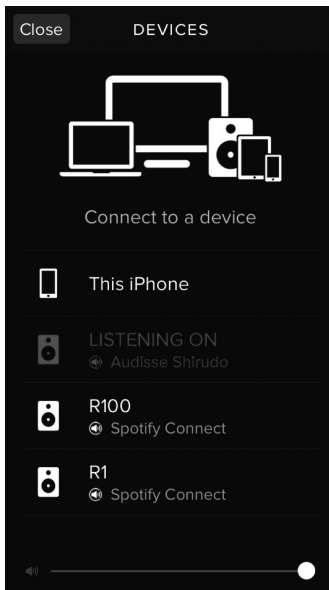 Close
DEVICES
Connect to a device
This iPhone
LISTENING ON
Audisse Shirudo
R100
Spotify Connect
R1
Spotify Connect